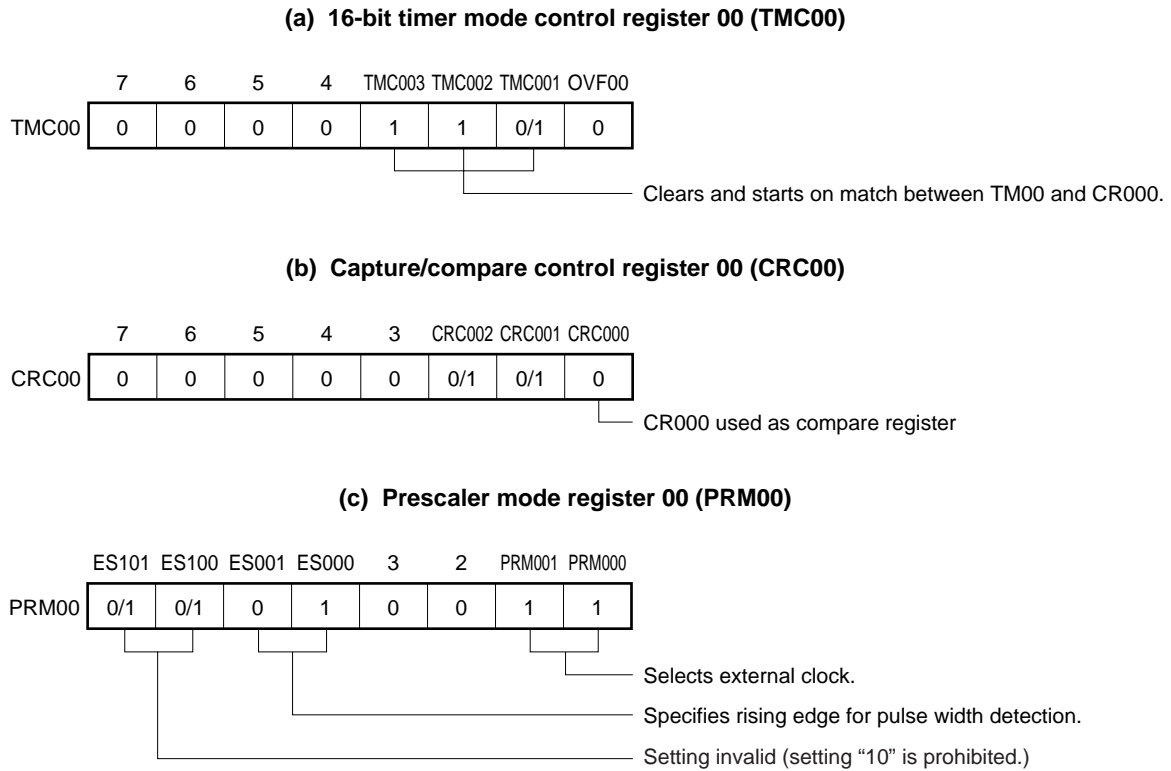 (a) 16-bit timer mode control register 00 (TMC00)
7 6 5 4 TMC003 TMC002 TMC001 OVF00
TMC00 0 0 0 0 1 1 0/1 0
Clears and starts on match between TM00 and CR000.
(b) Capture/compare control register 00 (CRC00)
7 6 5 4 3 CRC002 CRC001 CRC000
CRC00 0 0 0 0 0 0/1 0/1 0
CR000 used as compare register
(c) Prescaler mode register 00 (PRM00)
ES101 ES100 ES001 ES000 3 2 PRM001 PRM000
PRM00 0/1 0/1 0 1 0 0 1 1
Selects external clock.
Specifies rising edge for pulse width detection.
Setting invalid (setting “10” is prohibited.)